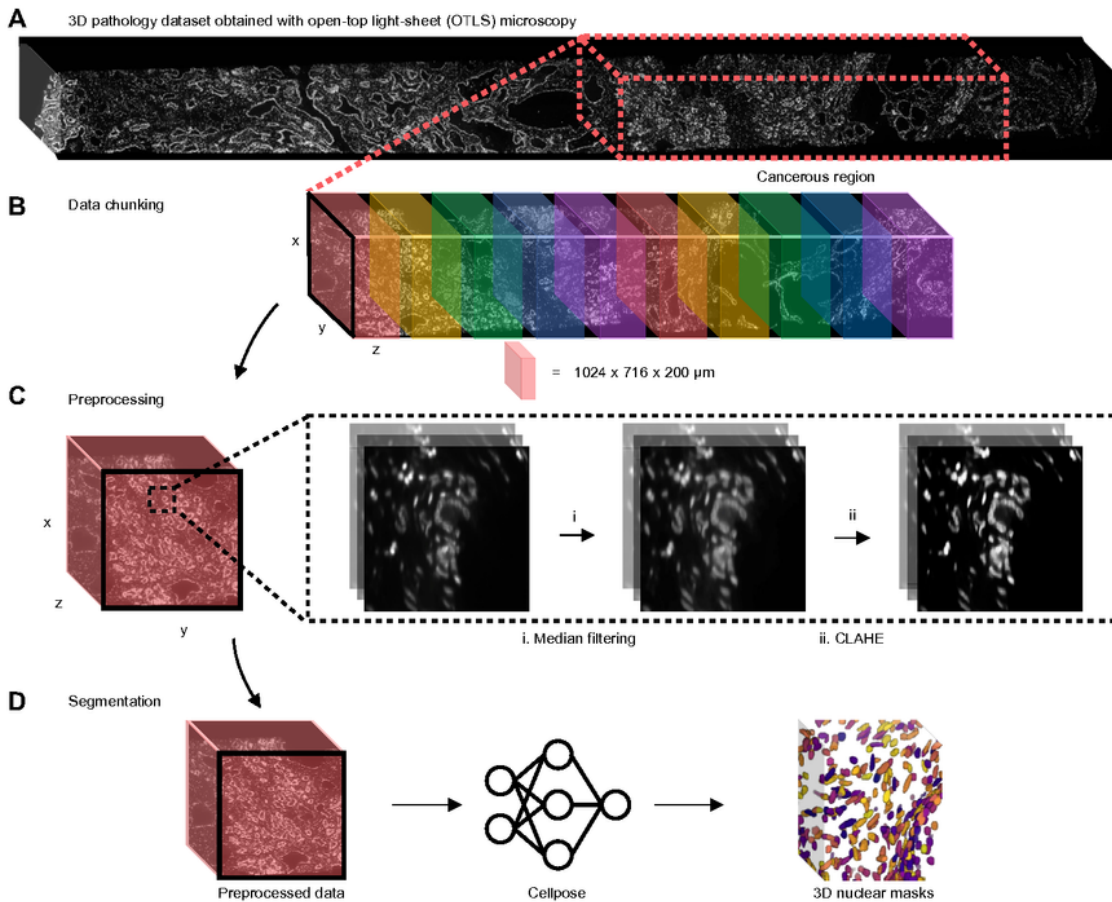 A
3D pathology dataset obtained with open-top light-sheet (OTLS) microscopy
Cancerous region
B
Data chunking
x
y
z
= 1024 x 716 x 200 µm
C
Preprocessing
x
z
y
i
ii
i. Median filtering
ii. CLAHE
D
Segmentation
Preprocessed data
Cellpose
3D nuclear masks